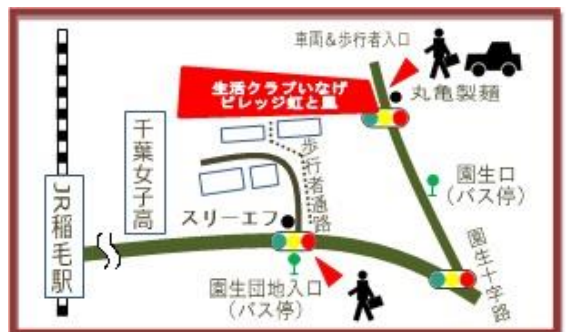 車両&歩行者入口
生活クラブいなげ
ビレッジ虹と風
丸亀製麺
千葉女子高
歩行者通路
園生口
(バス停)
スリーエフ
JR稲毛駅
園生団地入口
(バス停)
園生十字路